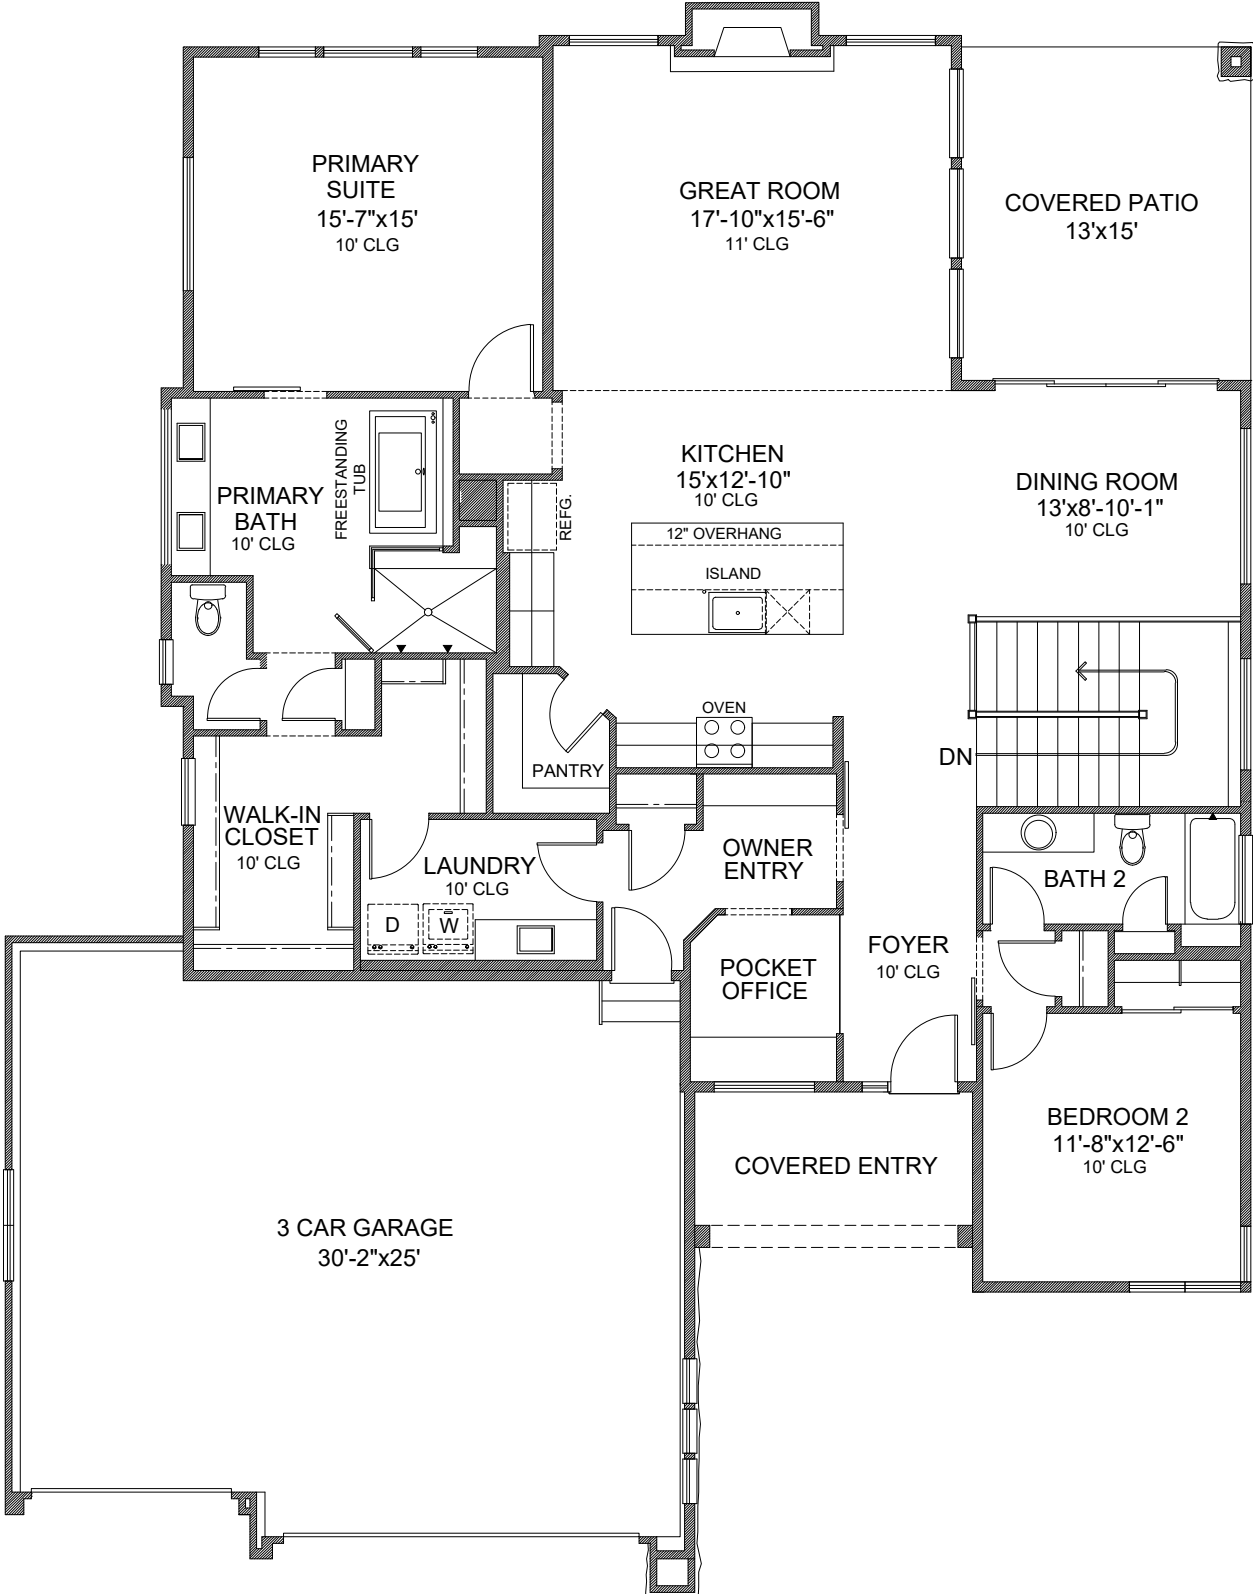 PRIMARY
SUITE
15'-7"x15'
10' CLG
GREAT ROOM
17'-10"x15'-6"
11' CLG
COVERED PATIO
13'x15'
FREESTANDING
TUB
PRIMARY
BATH
10' CLG
REFG.
KITCHEN
15'x12'-10"
10' CLG
12" OVERHANG
ISLAND
DINING ROOM
13'x8'-10'-1"
10' CLG
OVEN
PANTRY
DN
WALK-IN
CLOSET
10' CLG
LAUNDRY
10' CLG
D
W
OWNER
ENTRY
BATH 2
FOYER
10' CLG
POCKET
OFFICE
BEDROOM 2
11'-8"x12'-6"
10' CLG
COVERED ENTRY
3 CAR GARAGE
30'-2"x25'